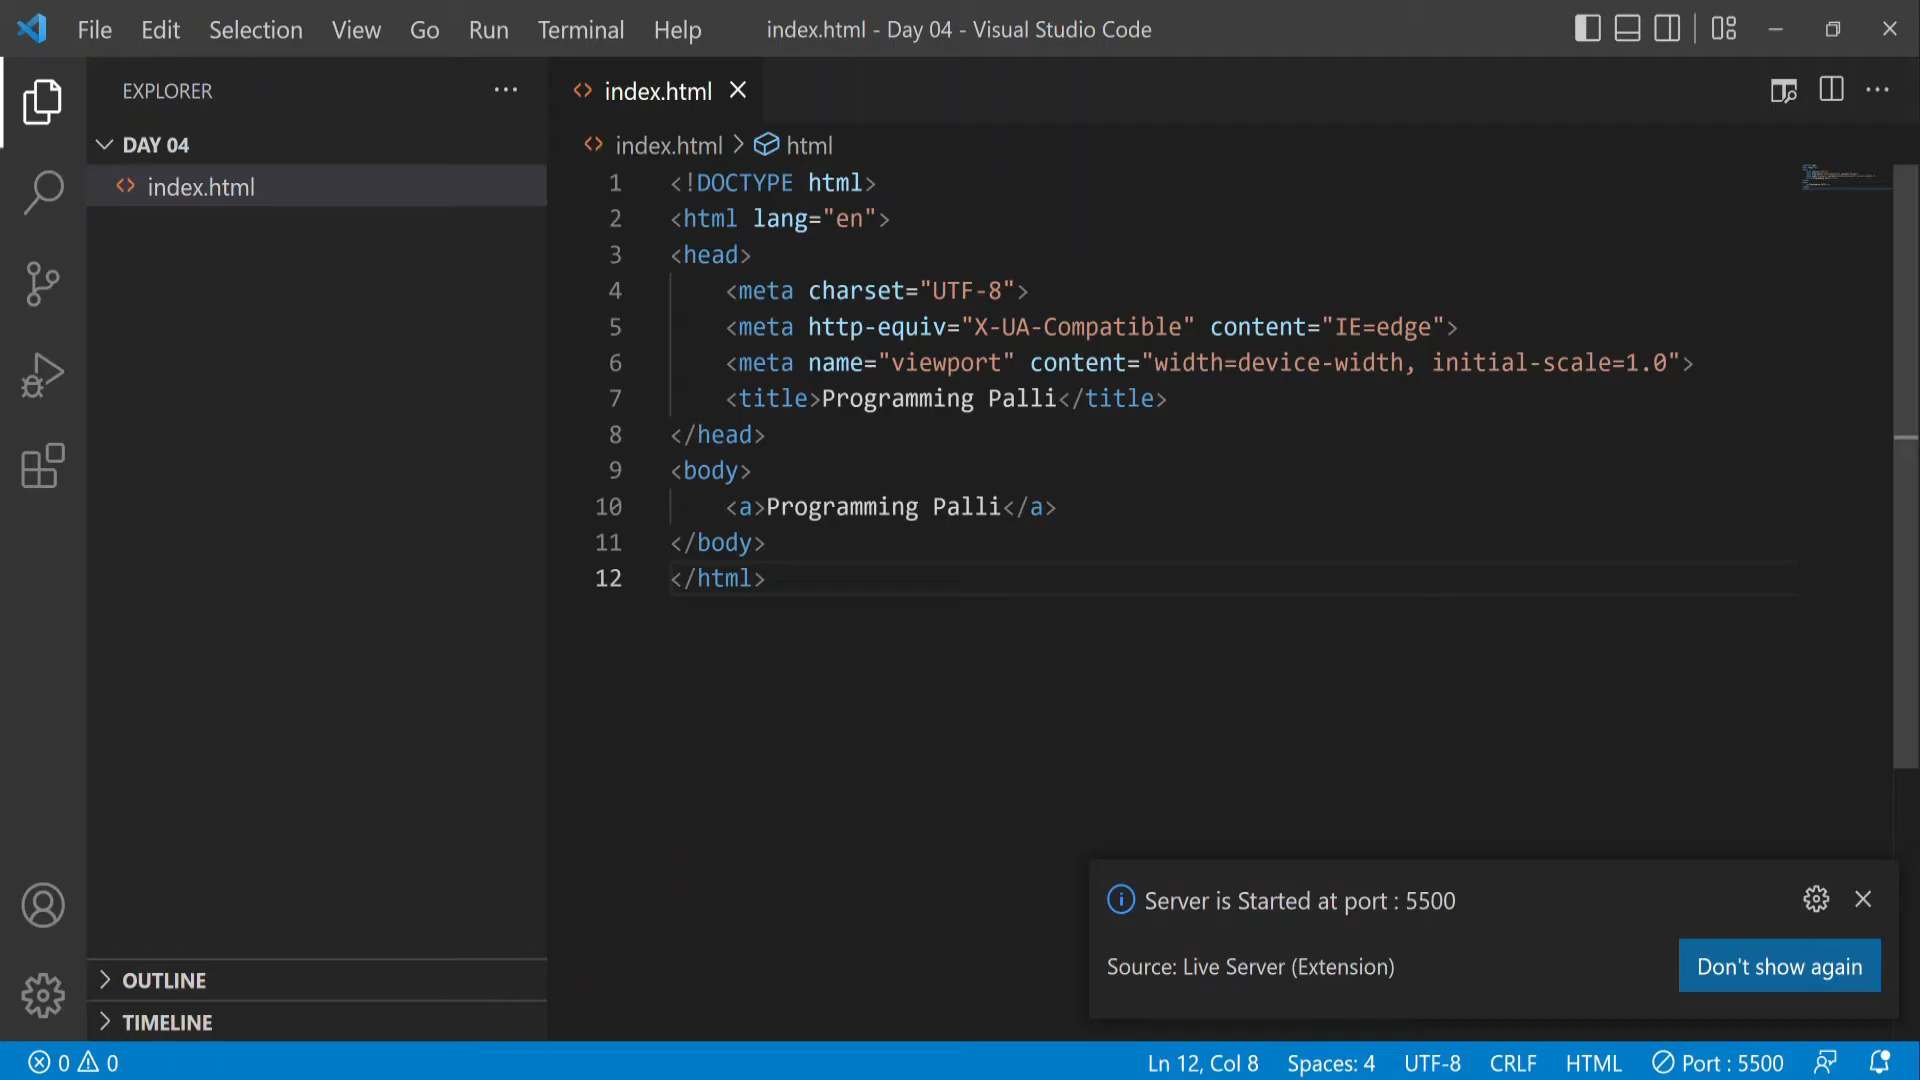 File Edit Selection View Go Run Terminal Help index.html - Day 04 - Visual Studio Code
EXPLORER
DAY 04
index.html
OUTLINE
TIMELINE
index.html
index.html > html
1 <!DOCTYPE html>
2 <html lang="en">
3 <head>
4     <meta charset="UTF-8">
5     <meta http-equiv="X-UA-Compatible" content="IE=edge">
6     <meta name="viewport" content="width=device-width, initial-scale=1.0">
7     <title>Programming Palli</title>
8 </head>
9 <body>
10     <a>Programming Palli</a>
11 </body>
12 </html>
Server is Started at port : 5500
Source: Live Server (Extension)
Don't show again
0 0 Ln 12, Col 8 Spaces: 4 UTF-8 CRLF HTML Port : 5500